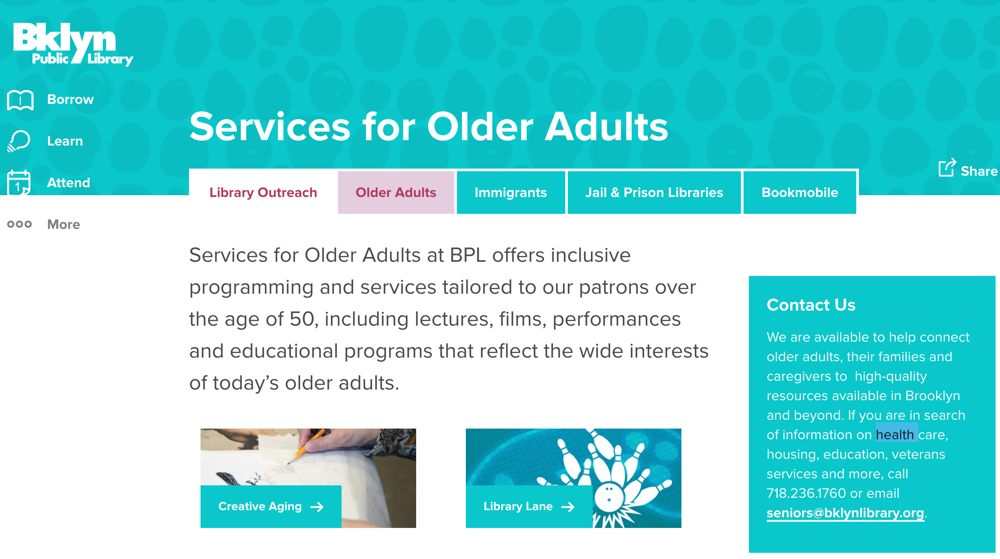 Bklyn
Public Library
Borrow
Learn
1 Attend
More
Services for Older Adults
Share
Library Outreach
Older Adults
Immigrants
Jail & Prison Libraries
Bookmobile
Services for Older Adults at BPL offers inclusive
programming and services tailored to our patrons over
the age of 50, including lectures, films, performances
and educational programs that reflect the wide interests
of today’s older adults.
Creative Aging →
Library Lane →
Contact Us
We are available to help connect
older adults, their families and
caregivers to  high-quality
resources available in Brooklyn
and beyond. If you are in search
of information on health care,
housing, education, veterans
services and more, call
718.236.1760 or email
seniors@bklynlibrary.org.